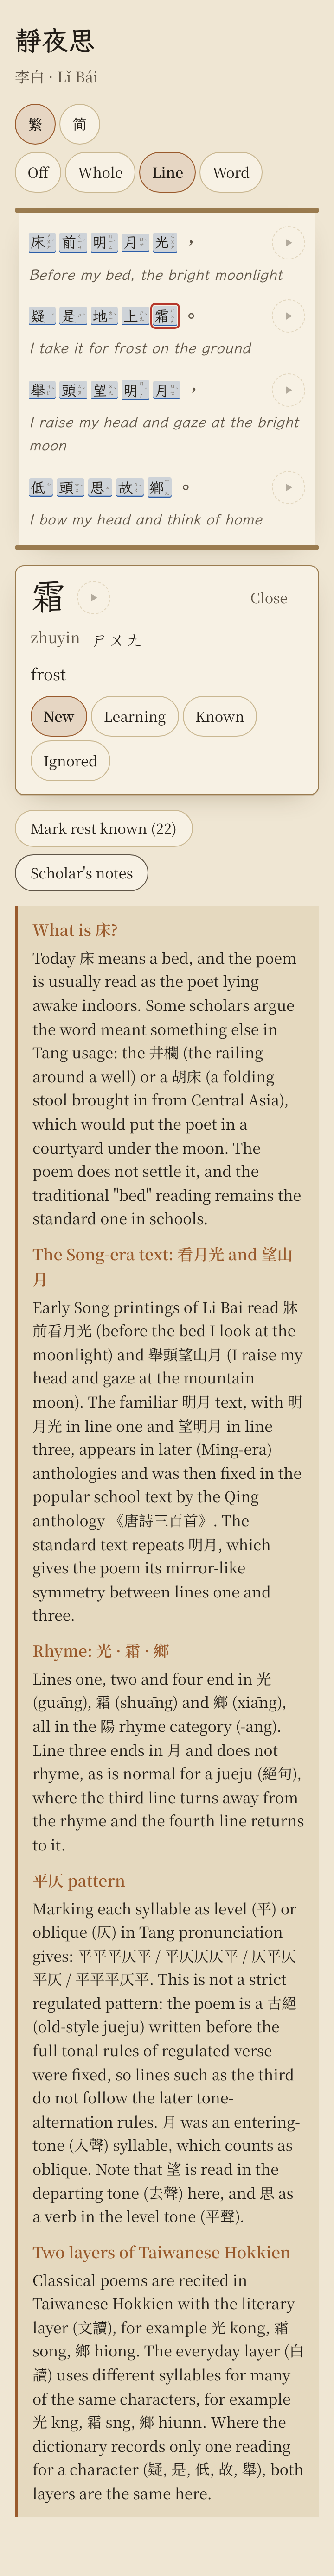 靜夜思
李白 · Lǐ Bái
繁 简
Off Whole Line Word
床前明月光，
Before my bed, the bright moonlight
疑是地上霜。
I take it for frost on the ground
舉頭望明月，
I raise my head and gaze at the bright
moon
低頭思故鄉。
I bow my head and think of home
霜 Close
zhuyin ㄕㄨㄤ
frost
New Learning Known
Ignored
Mark rest known (22)
Scholar's notes
What is 床?
Today 床 means a bed, and the poem
is usually read as the poet lying
awake indoors. Some scholars argue
the word meant something else in
Tang usage: the 井欄 (the railing
around a well) or a 胡床 (a folding
stool brought in from Central Asia),
which would put the poet in a
courtyard under the moon. The
poem does not settle it, and the
traditional "bed" reading remains the
standard one in schools.
The Song-era text: 看月光 and 望山
月
Early Song printings of Li Bai read 牀
前看月光 (before the bed I look at the
moonlight) and 舉頭望山月 (I raise my
head and gaze at the mountain
moon). The familiar 明月 text, with 明
月光 in line one and 望明月 in line
three, appears in later (Ming-era)
anthologies and was then fixed in the
popular school text by the Qing
anthology 《唐詩三百首》. The
standard text repeats 明月, which
gives the poem its mirror-like
symmetry between lines one and
three.
Rhyme: 光 · 霜 · 鄉
Lines one, two and four end in 光
(guāng), 霜 (shuāng) and 鄉 (xiāng),
all in the 陽 rhyme category (-ang).
Line three ends in 月 and does not
rhyme, as is normal for a jueju (絕句),
where the third line turns away from
the rhyme and the fourth line returns
to it.
平仄 pattern
Marking each syllable as level (平) or
oblique (仄) in Tang pronunciation
gives: 平平平仄平 / 平仄仄仄平 / 仄平仄
平仄 / 平平平仄平. This is not a strict
regulated pattern: the poem is a 古絕
(old-style jueju) written before the
full tonal rules of regulated verse
were fixed, so lines such as the third
do not follow the later tone-
alternation rules. 月 was an entering-
tone (入聲) syllable, which counts as
oblique. Note that 望 is read in the
departing tone (去聲) here, and 思 as
a verb in the level tone (平聲).
Two layers of Taiwanese Hokkien
Classical poems are recited in
Taiwanese Hokkien with the literary
layer (文讀), for example 光 kong, 霜
song, 鄉 hiong. The everyday layer (白
讀) uses different syllables for many
of the same characters, for example
光 kng, 霜 sng, 鄉 hiunn. Where the
dictionary records only one reading
for a character (疑, 是, 低, 故, 舉), both
layers are the same here.